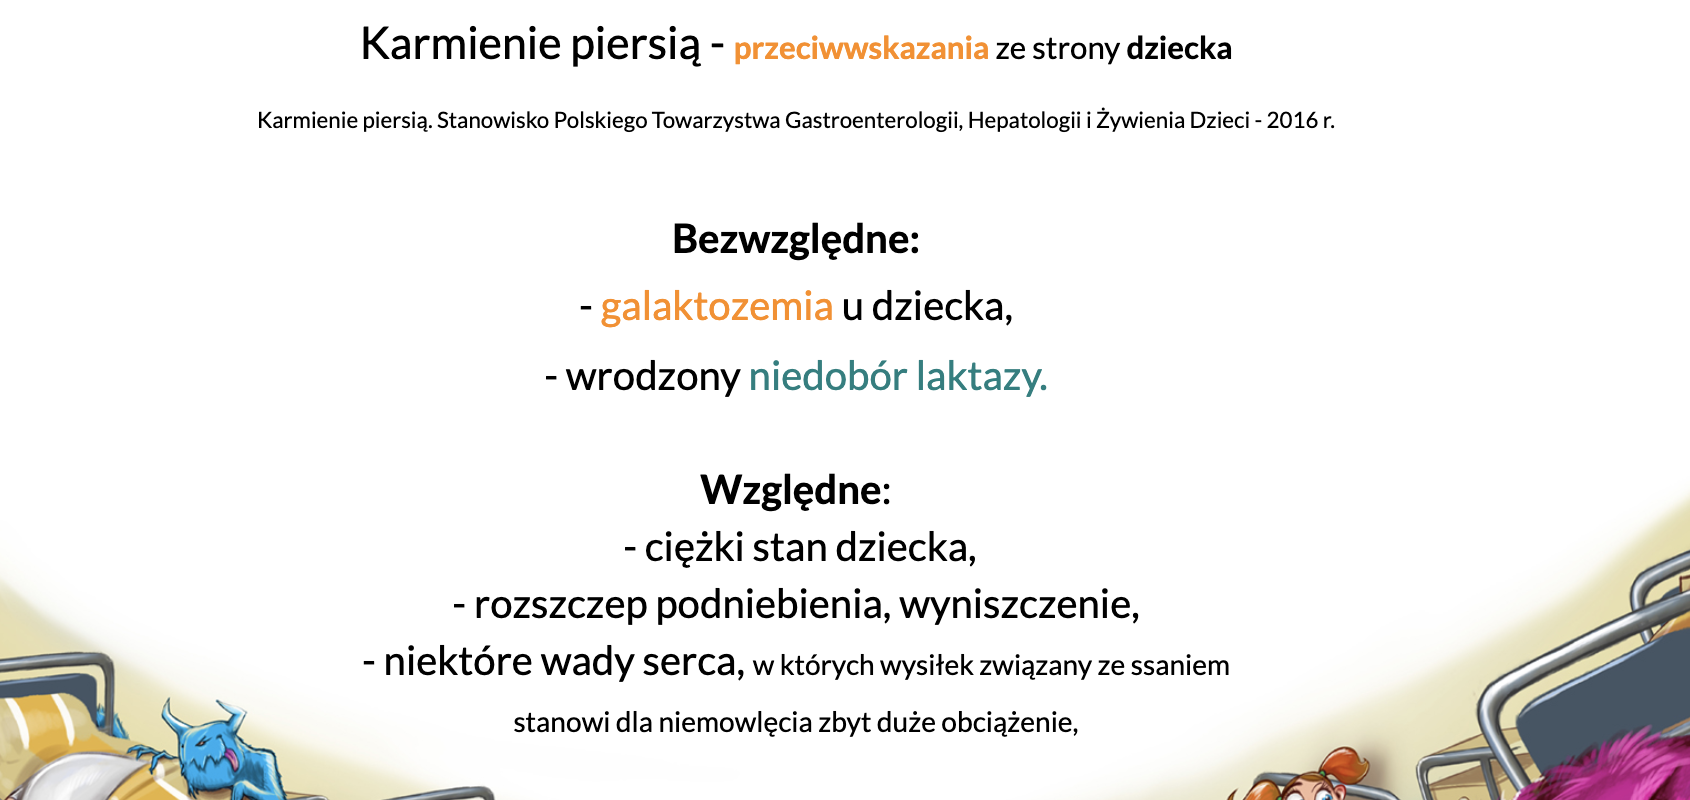 Karmienie piersią - przeciwwskazania ze strony dziecka
Karmienie piersią. Stanowisko Polskiego Towarzystwa Gastroenterologii, Hepatologii i Żywienia Dzieci - 2016 r.
Bezwzględne:
- galaktozemia u dziecka,
- wrodzony niedobór laktazy.
Względne:
- ciężki stan dziecka,
- rozszczep podniebienia, wyniszczenie,
- niektóre wady serca, w których wysiłek związany ze ssaniem
stanowi dla niemowlęcia zbyt duże obciążenie,